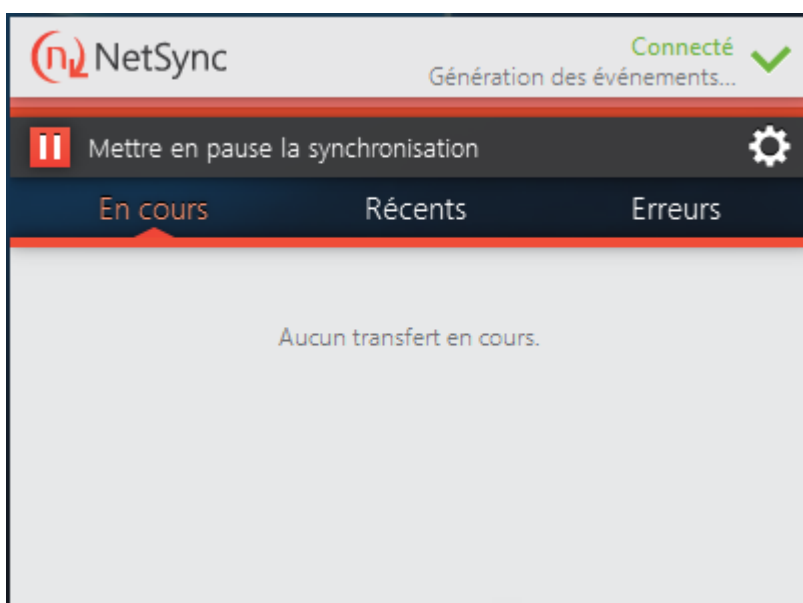 NetSync
Connecté
Génération des événements...
Mettre en pause la synchronisation
En cours
Récents
Erreurs
Aucun transfert en cours.